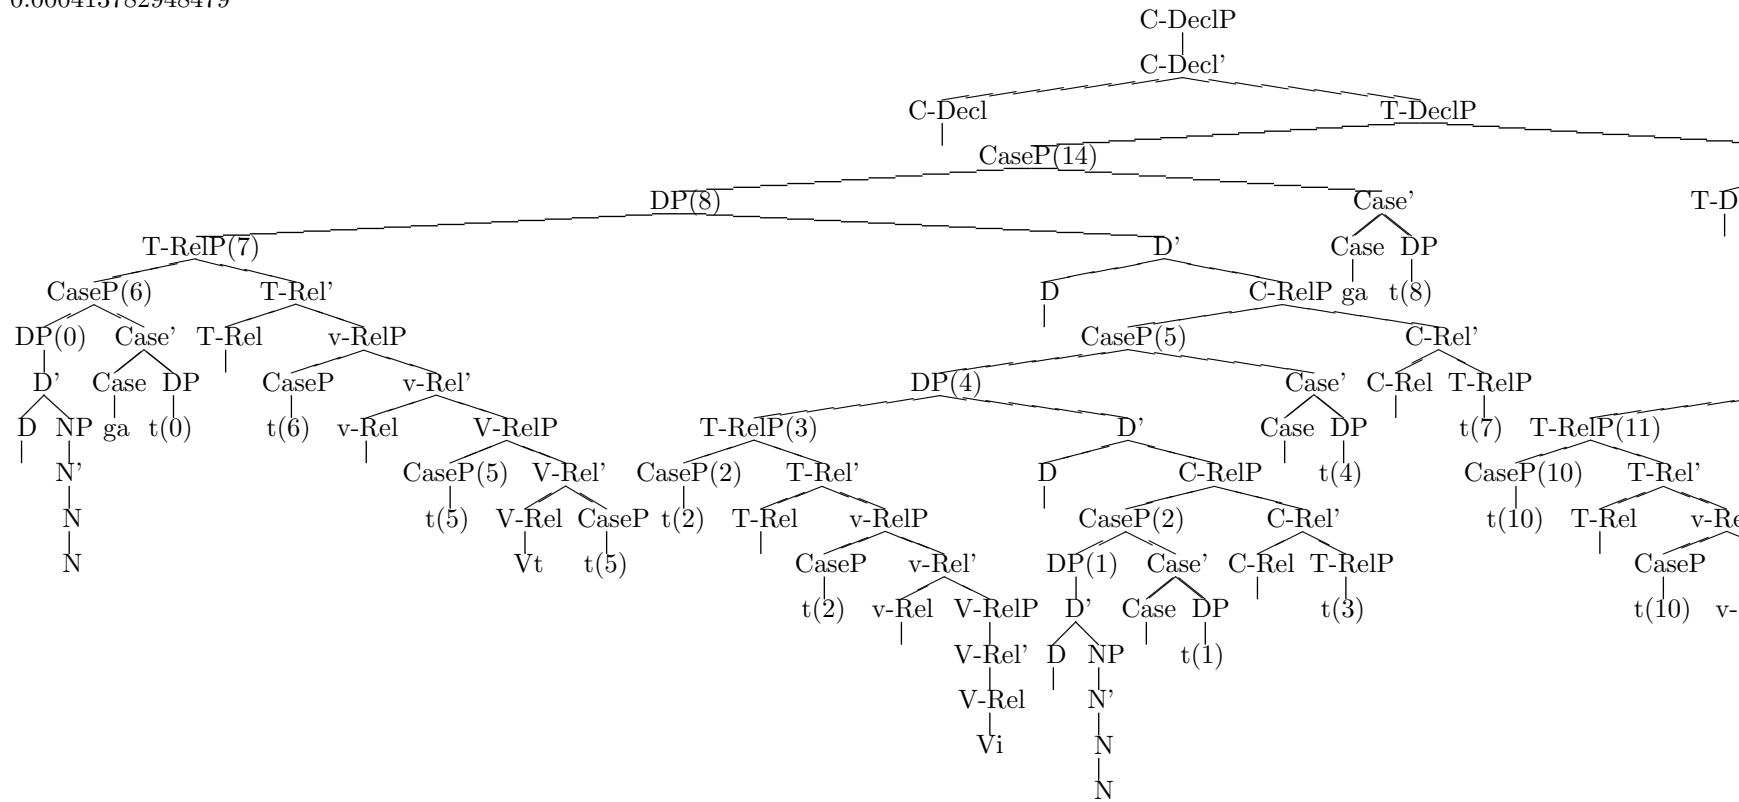 0.000413782948479
C-DeclP
C-Decl’
C-Decl T-DeclP
CaseP(14)
DP(8) Case’ T-D
T-RelP(7) D’ Case DP
CaseP(6) T-Rel’ D C-RelP ga t(8)
DP(0) Case’ T-Rel v-RelP CaseP(5) C-Rel’
D’ Case DP CaseP v-Rel’ DP(4) Case’ C-Rel T-RelP
D NP ga t(0) t(6) v-Rel V-RelP T-RelP(3) D’ Case DP t(7) T-RelP(11)
N’ CaseP(5) V-Rel’ CaseP(2) T-Rel’ D C-RelP t(4) CaseP(10) T-Rel’
N t(5) V-Rel CaseP t(2) T-Rel v-RelP CaseP(2) C-Rel’ t(10) T-Rel v-Re
N Vt t(5) CaseP v-Rel’ DP(1) Case’ C-Rel T-RelP CaseP
t(2) v-Rel V-RelP D’ Case DP t(3) t(10) v-
V-Rel’ D NP t(1)
V-Rel N’
Vi N
N